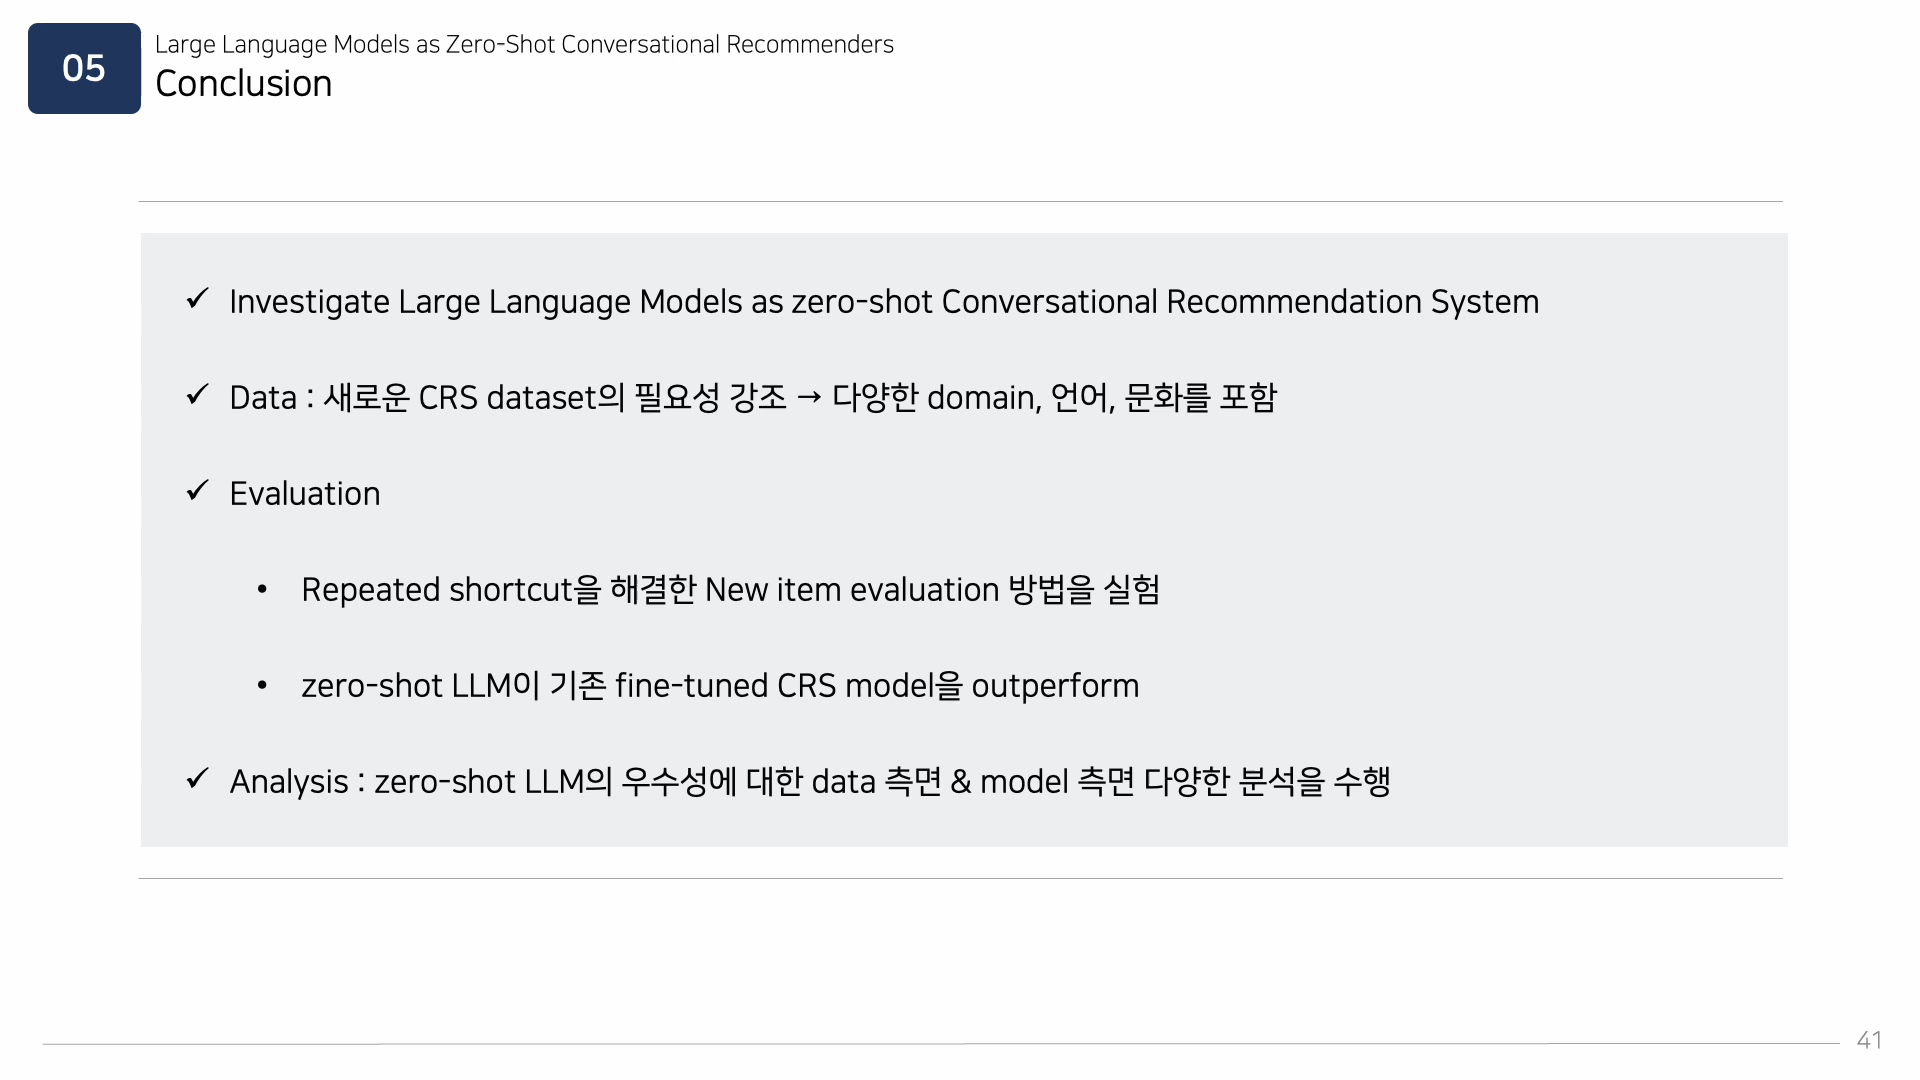 05
Large Language Models as Zero-Shot Conversational Recommenders
Conclusion
✓ Investigate Large Language Models as zero-shot Conversational Recommendation System
✓ Data : 새로운 CRS dataset의 필요성 강조 → 다양한 domain, 언어, 문화를 포함
✓ Evaluation
• Repeated shortcut을 해결한 New item evaluation 방법을 실험
• zero-shot LLM이 기존 fine-tuned CRS model을 outperform
✓ Analysis : zero-shot LLM의 우수성에 대한 data 측면 & model 측면 다양한 분석을 수행
41